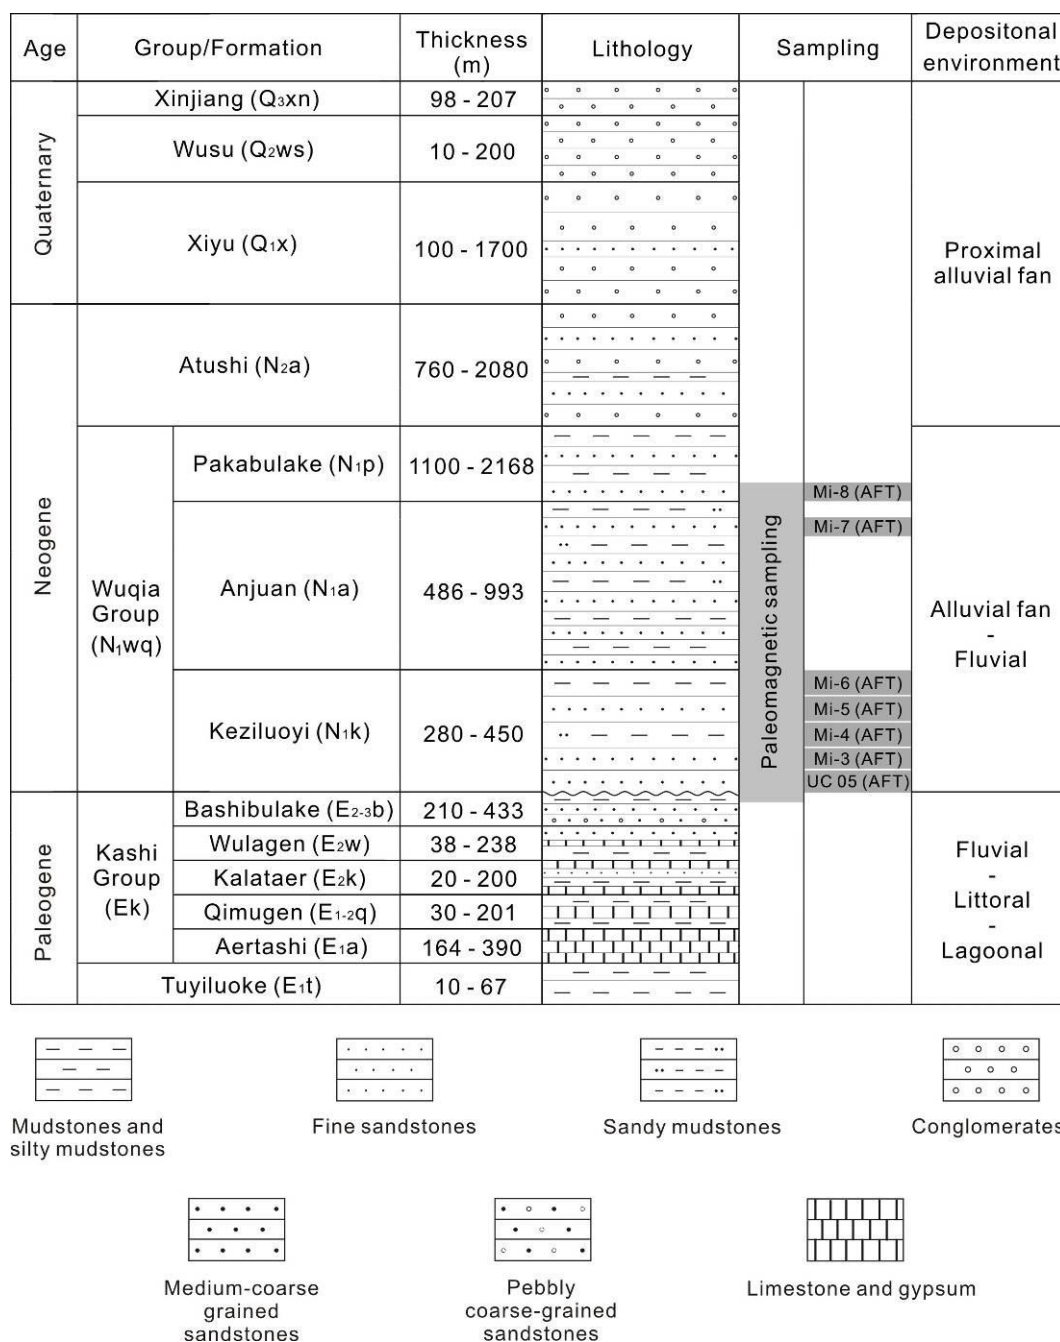 Age
Group/Formation
Thickness
(m)
Lithology
Sampling
Depositonal
environment
Quaternary
Xinjiang (Q3xn)
98 - 207
Wusu (Q2ws)
10 - 200
Xiyu (Q1x)
100 - 1700
Proximal
alluvial fan
Neogene
Atushi (N2a)
760 - 2080
Wuqia
Group
(N1wq)
Pakabulake (N1p)
1100 - 2168
Anjuan (N1a)
486 - 993
Keziluoyi (N1k)
280 - 450
Paleomagnetic sampling
Mi-8 (AFT)
Mi-7 (AFT)
Mi-6 (AFT)
Mi-5 (AFT)
Mi-4 (AFT)
Mi-3 (AFT)
UC 05 (AFT)
Alluvial fan
-
Fluvial
Paleogene
Kashi
Group
(Ek)
Bashibulake (E2-3b)
210 - 433
Wulagen (E2w)
38 - 238
Kalataer (E2k)
20 - 200
Qimugen (E1-2q)
30 - 201
Aertashi (E1a)
164 - 390
Tuyiluoke (E1t)
10 - 67
Fluvial
-
Littoral
-
Lagoonal
Mudstones and
silty mudstones
Fine sandstones
Sandy mudstones
Conglomerates
Medium-coarse
grained
sandstones
Pebbly
coarse-grained
sandstones
Limestone and gypsum